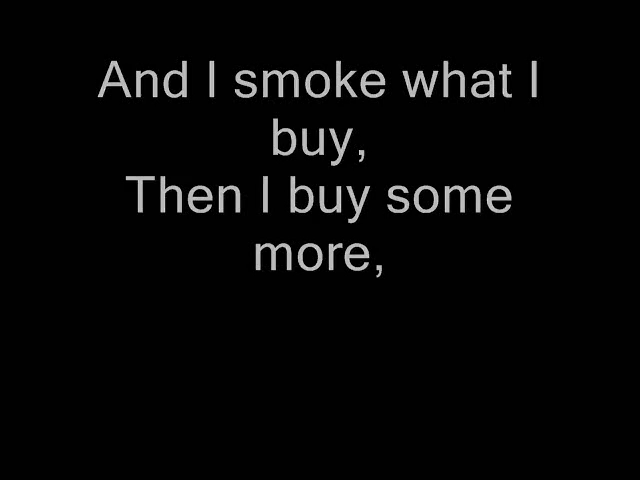 And I smoke what I
buy,
Then I buy some
more,